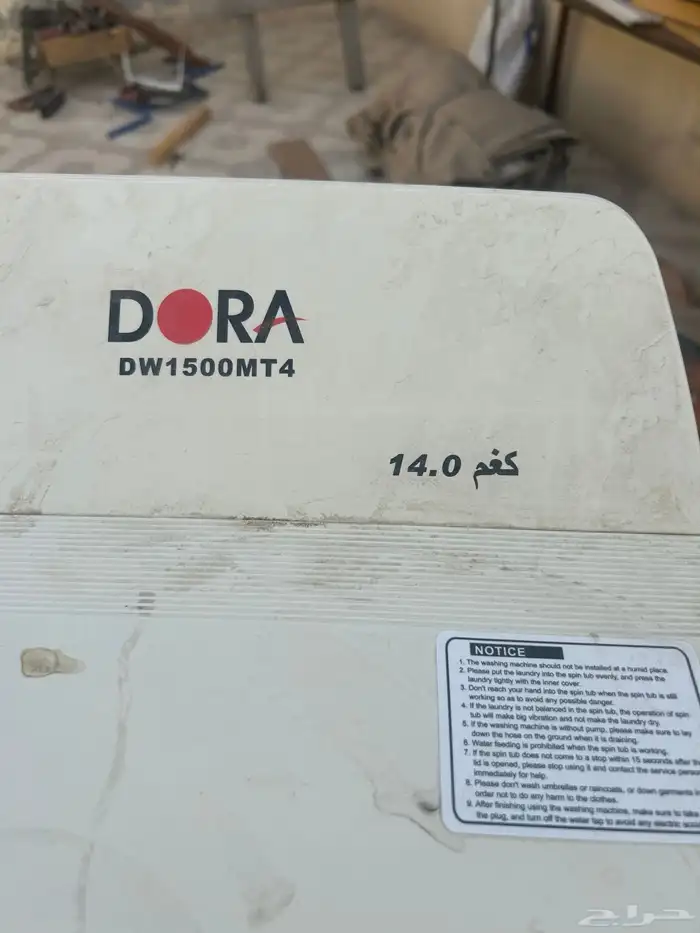 DORA
DW1500MT4
14.0 كغم
NOTICE
1. The washing machine should not be installed at a humid place.
2. Please put the laundry into the spin tub evenly, and press the
laundry tightly with the inner cover.
3. Don't reach your hand into the spin tub when the spin tub is still
working so as to avoid any possible danger.
4. If the laundry is not balanced in the spin tub, the operation of spin
tub will make big vibration and not make the laundry dry.
5. If the washing machine is without pump, please make sure to lay
down the hose on the ground when it is draining.
6. Water feeding is prohibited when the spin tub is working.
7. If the spin tub does not come to a stop within 15 seconds after the
lid is opened, please stop using it and contact the service
immediately for help.
8. Please don't wash umbrellas or raincoats, or down garments in
order not to do any harm to the clothes.
9. After finishing using the washing machine, make sure to take
the plug, and turn off the water tap to avoid any electric
حراج